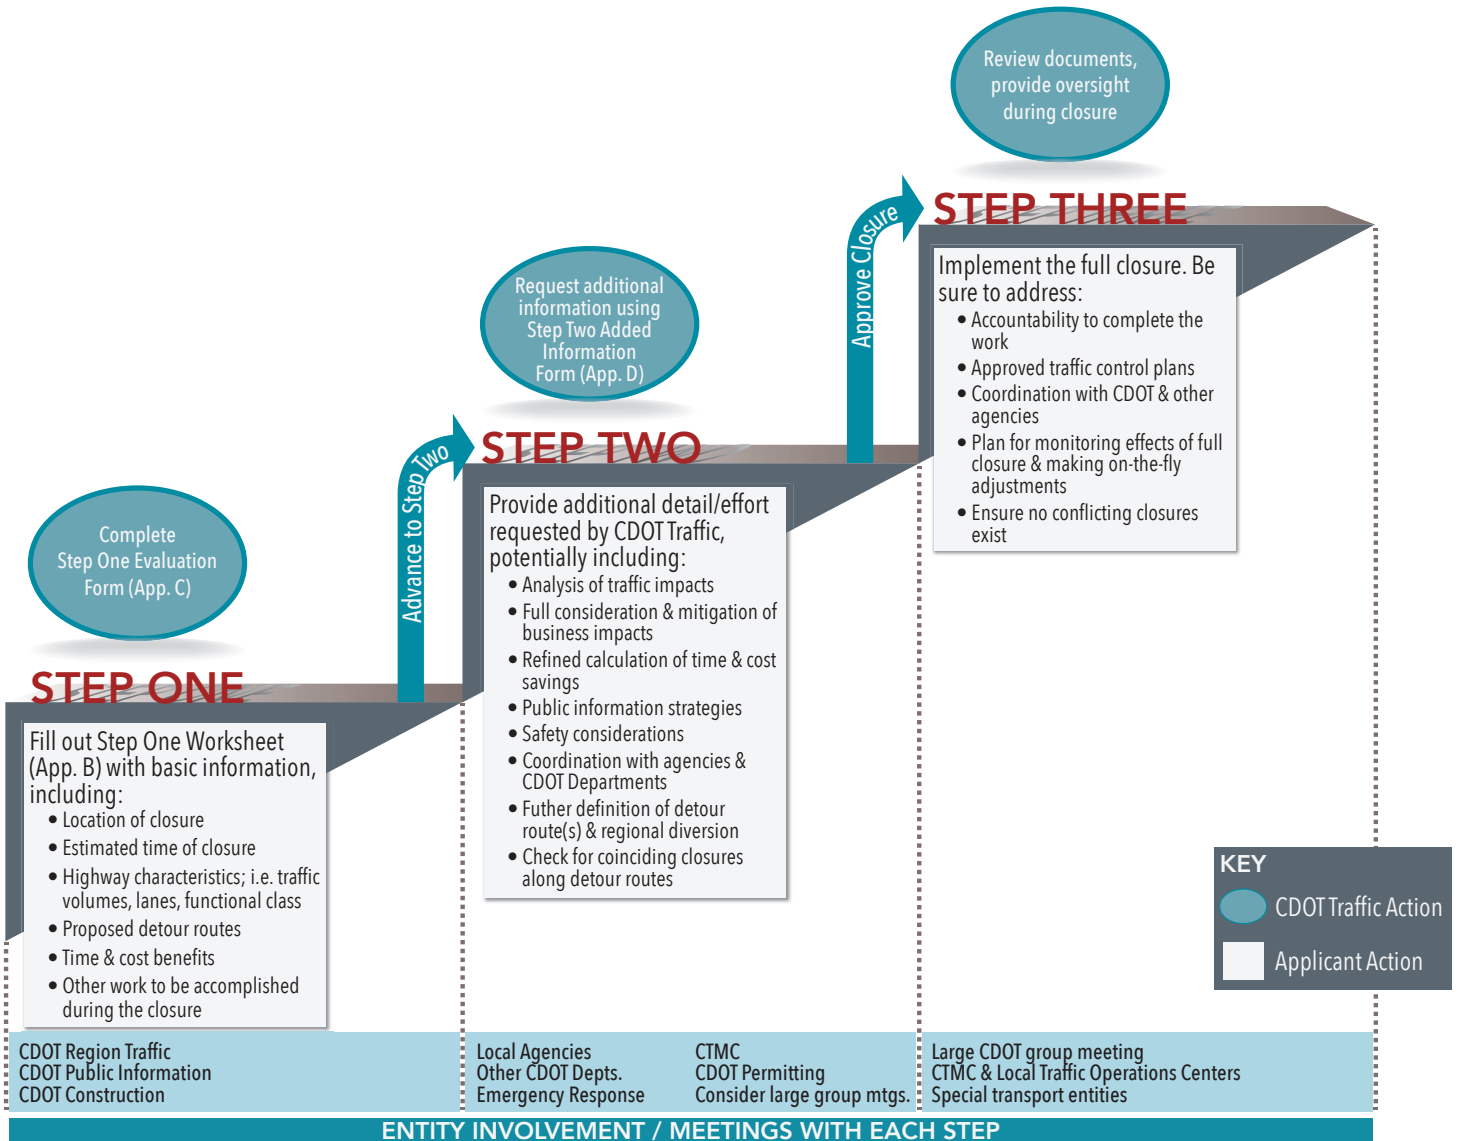 Review documents,
provide oversight
during closure
STEP THREE
Approve Closure
Implement the full closure. Be
sure to address:
• Accountability to complete the
work
• Approved traffic control plans
• Coordination with CDOT & other
agencies
• Plan for monitoring effects of full
closure & making on-the-fly
adjustments
• Ensure no conflicting closures
exist
Request additional
information using
Step Two Added
Information
Form (App. D)
STEP TWO
Advance to Step Two
Provide additional detail/effort
requested by CDOT Traffic,
potentially including:
• Analysis of traffic impacts
• Full consideration & mitigation of
business impacts
• Refined calculation of time & cost
savings
• Public information strategies
• Safety considerations
• Coordination with agencies &
CDOT Departments
• Futher definition of detour
route(s) & regional diversion
• Check for coinciding closures
along detour routes
Complete
Step One Evaluation
Form (App. C)
STEP ONE
Fill out Step One Worksheet
(App. B) with basic information,
including:
• Location of closure
• Estimated time of closure
• Highway characteristics; i.e. traffic
volumes, lanes, functional class
• Proposed detour routes
• Time & cost benefits
• Other work to be accomplished
during the closure
KEY
CDOT Traffic Action
Applicant Action
CDOT Region Traffic
CDOT Public Information
CDOT Construction
Local Agencies
Other CDOT Depts.
Emergency Response
CTMC
CDOT Permitting
Consider large group mtgs.
Large CDOT group meeting
CTMC & Local Traffic Operations Centers
Special transport entities
ENTITY INVOLVEMENT / MEETINGS WITH EACH STEP